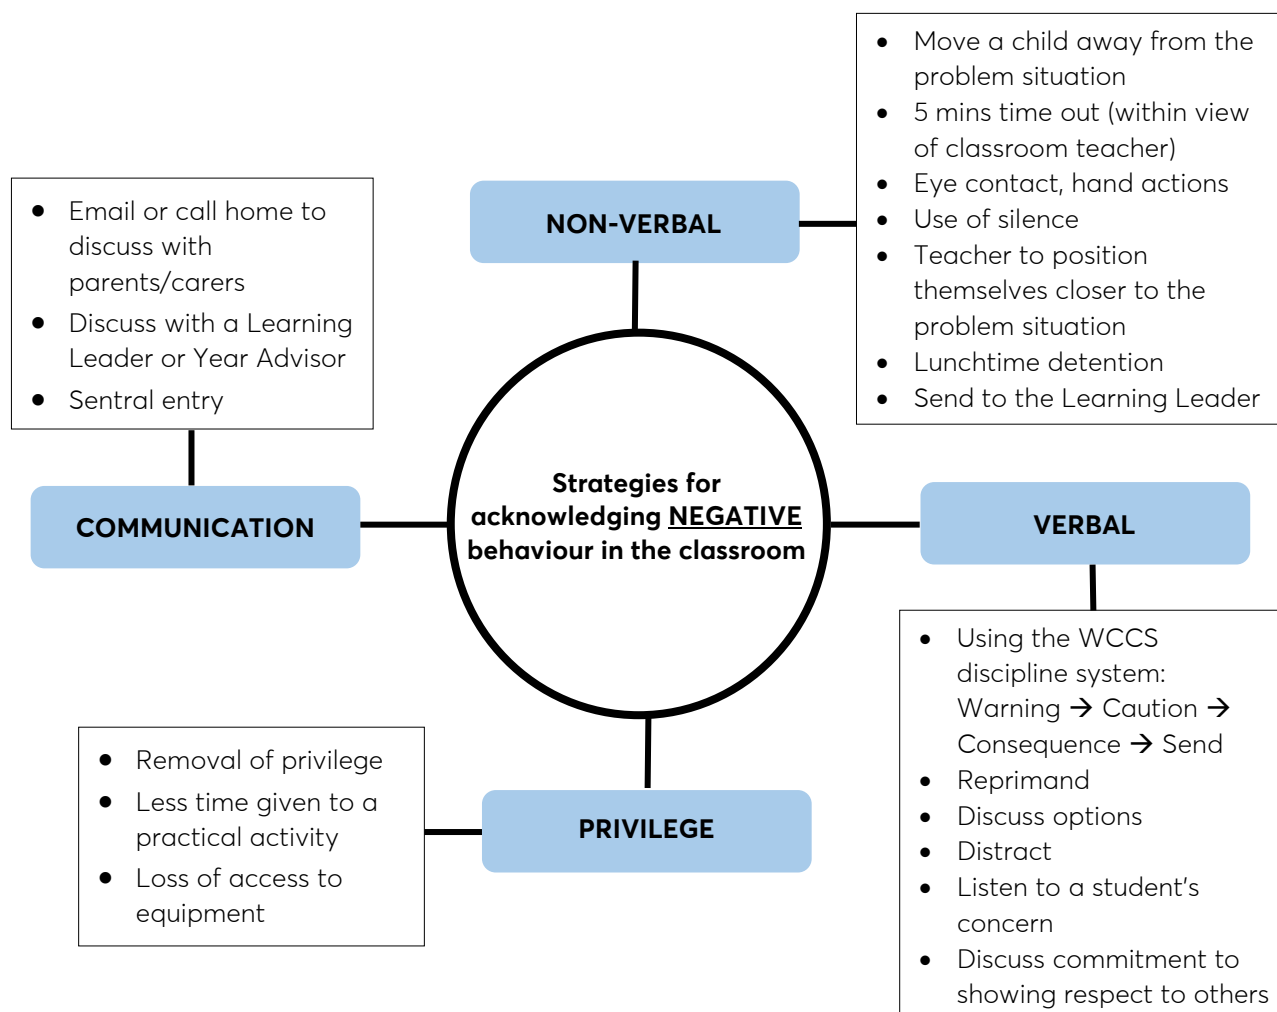 • Move a child away from the
problem situation
• 5 mins time out (within view
of classroom teacher)
• Eye contact, hand actions
• Use of silence
• Teacher to position
themselves closer to the
problem situation
• Lunchtime detention
• Send to the Learning Leader
NON-VERBAL
• Email or call home to
discuss with
parents/carers
• Discuss with a Learning
Leader or Year Advisor
• Sentral entry
COMMUNICATION
Strategies for
acknowledging NEGATIVE
behaviour in the classroom
VERBAL
• Using the WCCS
discipline system:
Warning → Caution →
Consequence → Send
• Reprimand
• Discuss options
• Distract
• Listen to a student's
concern
• Discuss commitment to
showing respect to others
• Removal of privilege
• Less time given to a
practical activity
• Loss of access to
equipment
PRIVILEGE